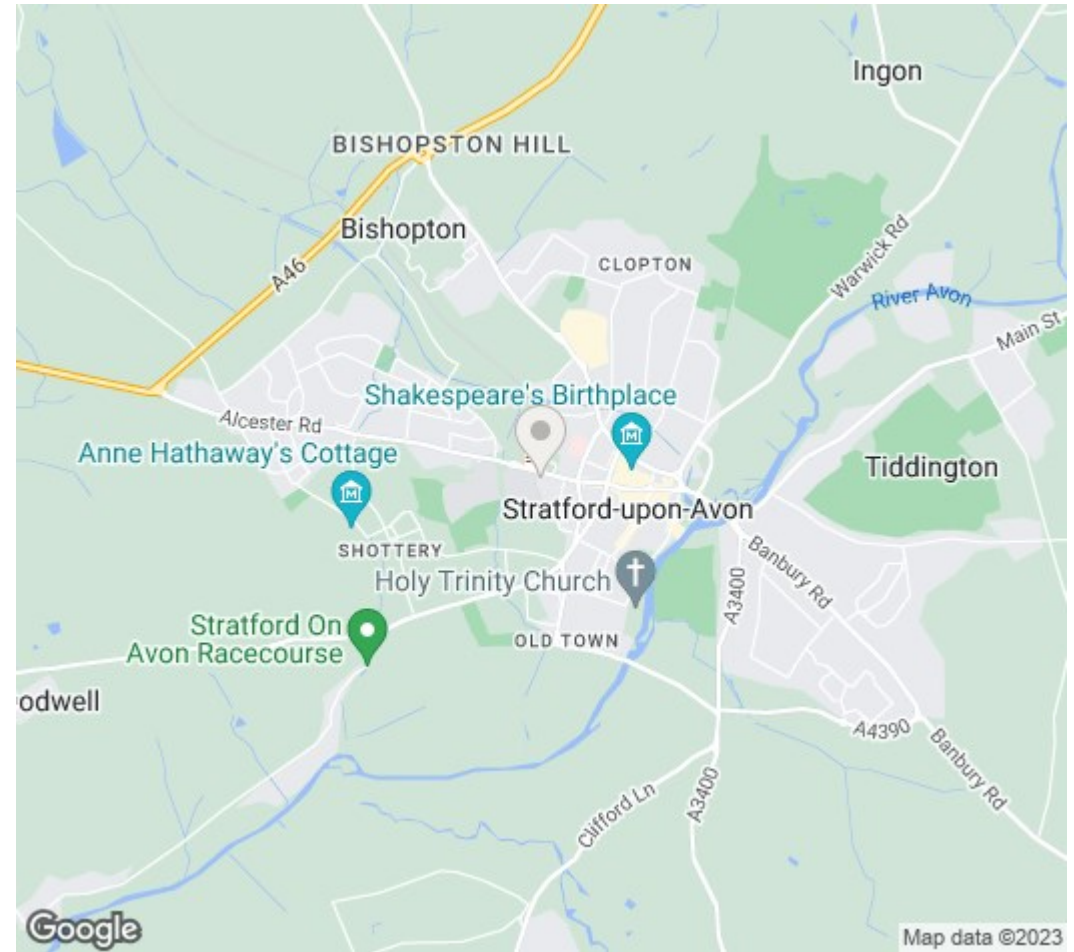 Ingon
BISHOPSTON HILL
Bishopton
CLOPTON
Warwick Rd
A46
River Avon
Main St
Shakespeare's Birthplace
Alcester Rd
Anne Hathaway's Cottage
Tiddington
Stratford-upon-Avon
SHOTTERY
Banbury Rd
Holy Trinity Church
A3400
Stratford On
Avon Racecourse
OLD TOWN
odwell
A4390
Banbury Rd
A3400
Clifford Ln
Google
Map data ©2023